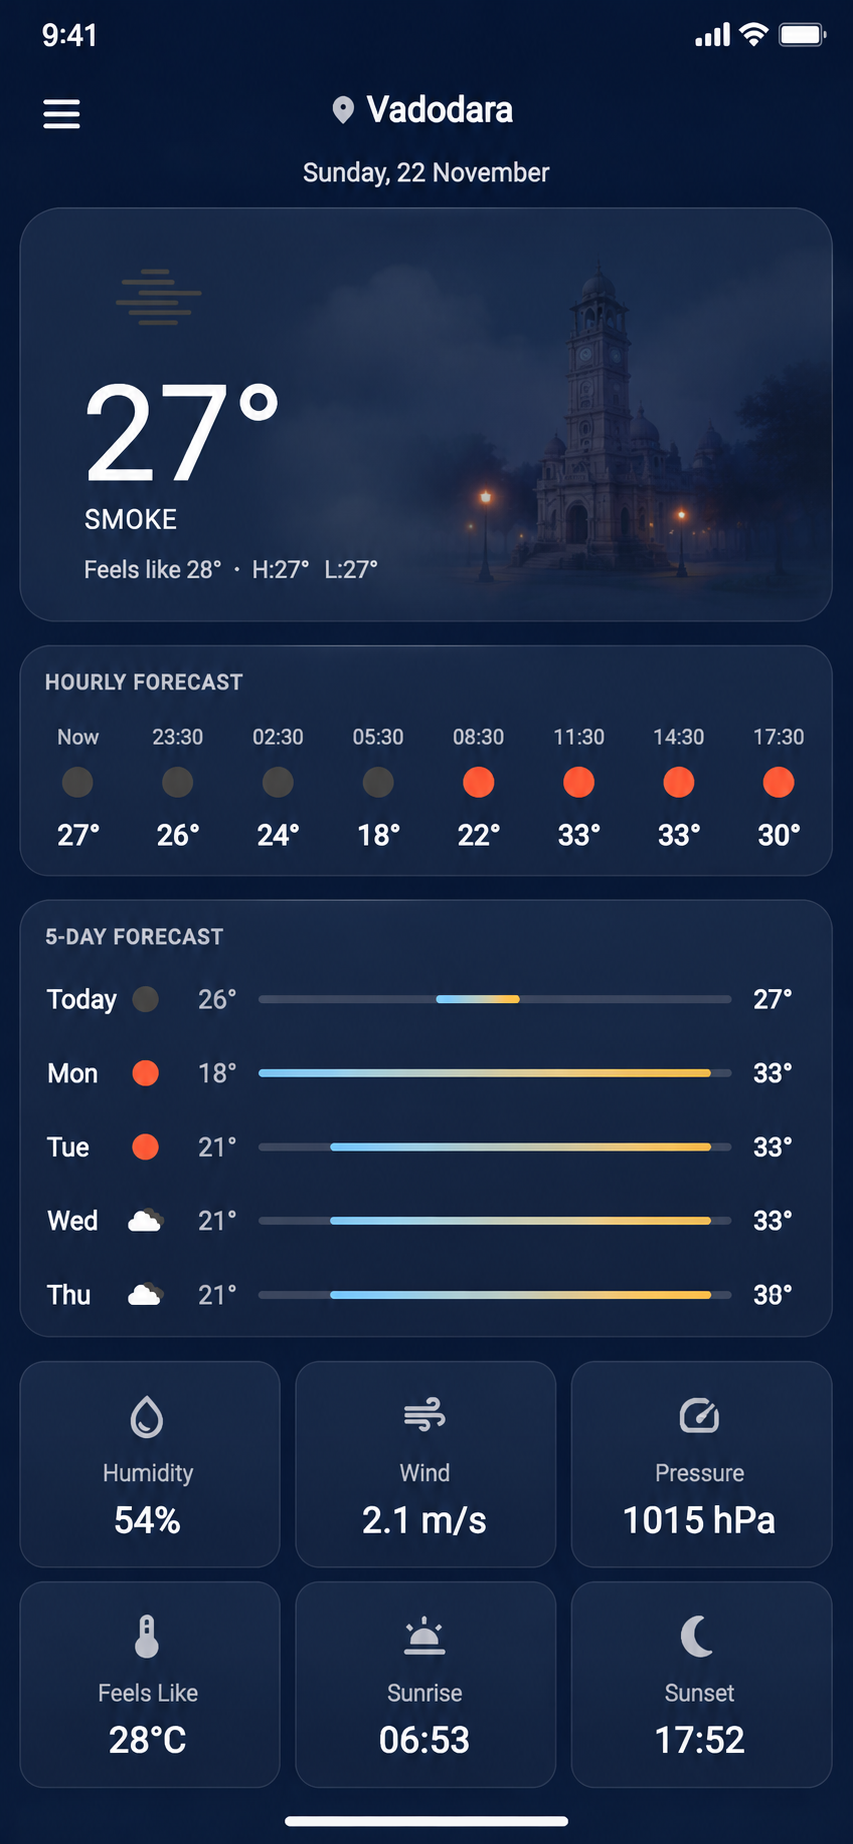 9:41
Vadodara
Sunday, 22 November
27°
SMOKE
Feels like 28° · H:27° L:27°
HOURLY FORECAST
Now 23:30 02:30 05:30 08:30 11:30 14:30 17:30
27° 26° 24° 18° 22° 33° 33° 30°
5-DAY FORECAST
Today 26° 27°
Mon 18° 33°
Tue 21° 33°
Wed 21° 33°
Thu 21°
Humidity Wind Pressure
54% 2.1 m/s 1015 hPa
Feels Like Sunrise Sunset
28°C 06:53 17:52